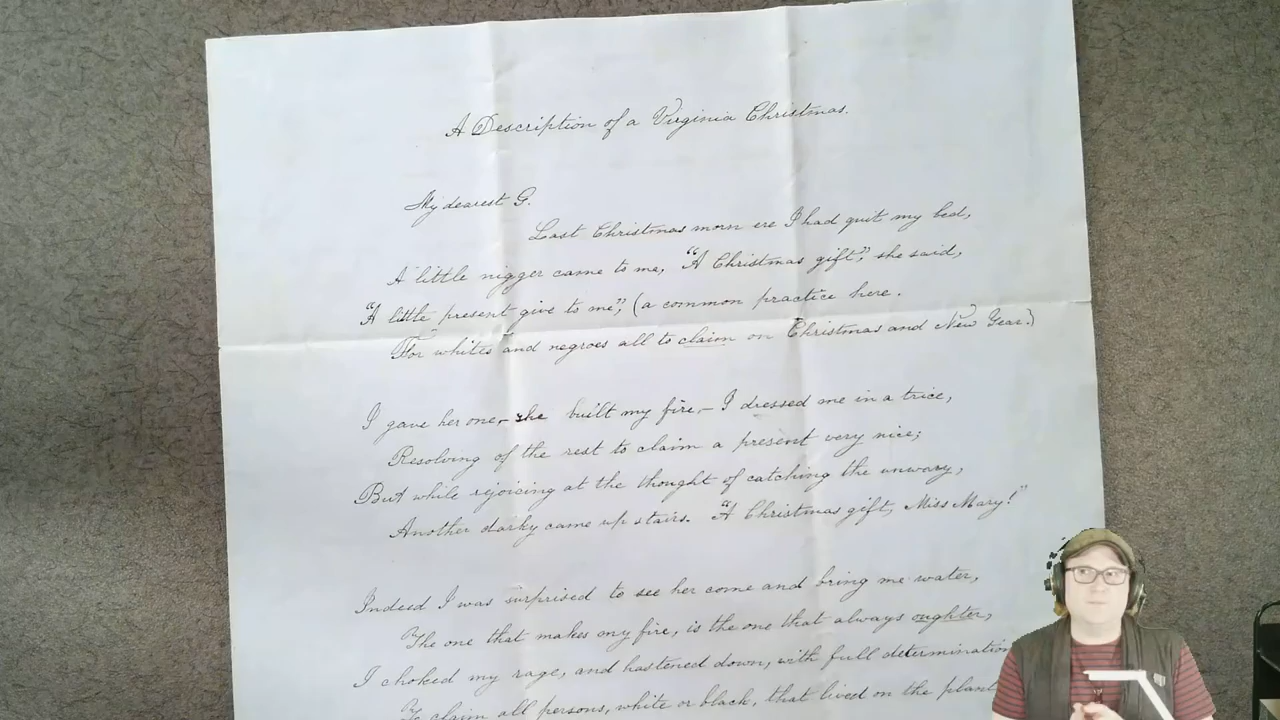 A Description of a Virginia Christmas.
My dearest G.
Last Christmas morn ere I had quit my bed,
A little nigger came to me, "A Christmas gift", she said,
"A little present give to me", (a common practice here.
For whites and negroes all to claim on Christmas and New Year.)
I gave her one,– she built my fire,– I dressed me in a trice,
Resolving of the rest to claim a present very nice;
But while rejoicing at the thought of catching the unwary,
Another darky came up stairs. "A Christmas gift, Miss Mary!"
Indeed I was surprised to see her come and bring me water,
The one that makes my fire, is the one that always oughter,
I choked my rage, and hastened down, with full determination
To claim all persons, white or black, that lived on the plant